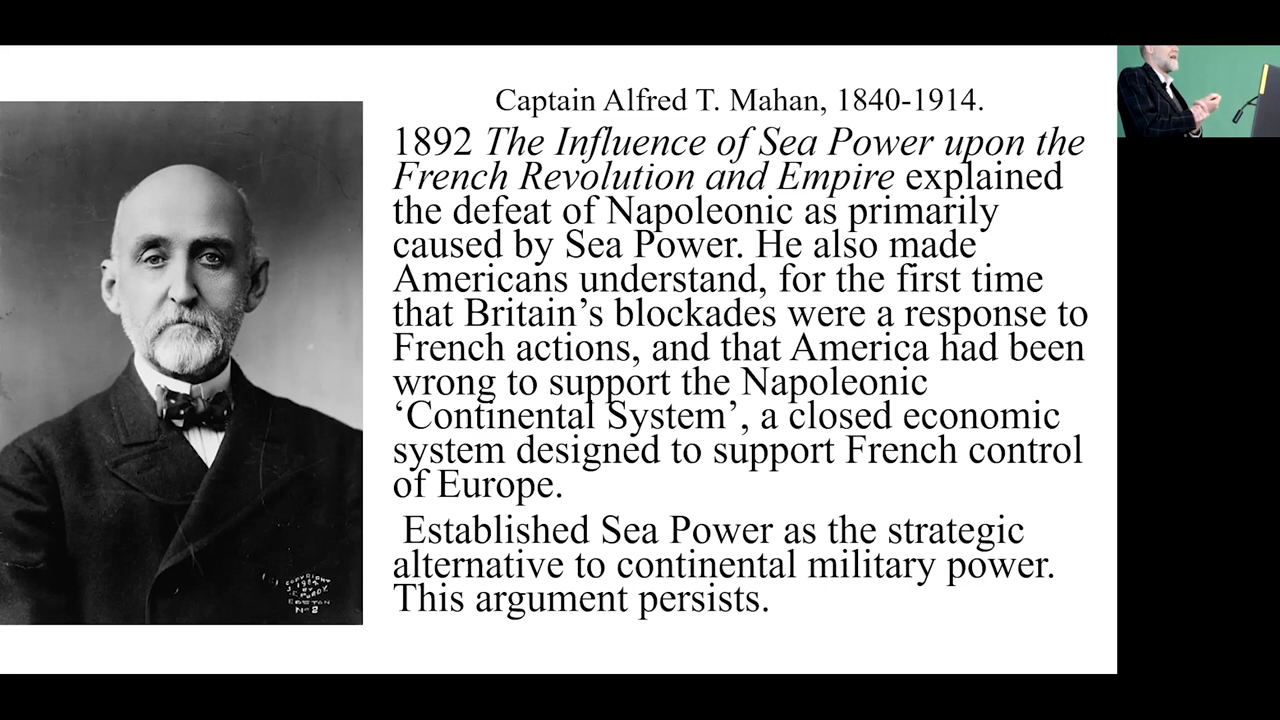 Captain Alfred T. Mahan, 1840-1914.
1892 The Influence of Sea Power upon the
French Revolution and Empire explained
the defeat of Napoleonic as primarily
caused by Sea Power. He also made
Americans understand, for the first time
that Britain’s blockades were a response to
French actions, and that America had been
wrong to support the Napoleonic
‘Continental System’, a closed economic
system designed to support French control
of Europe.
Established Sea Power as the strategic
alternative to continental military power.
This argument persists.
COPYRIGHT